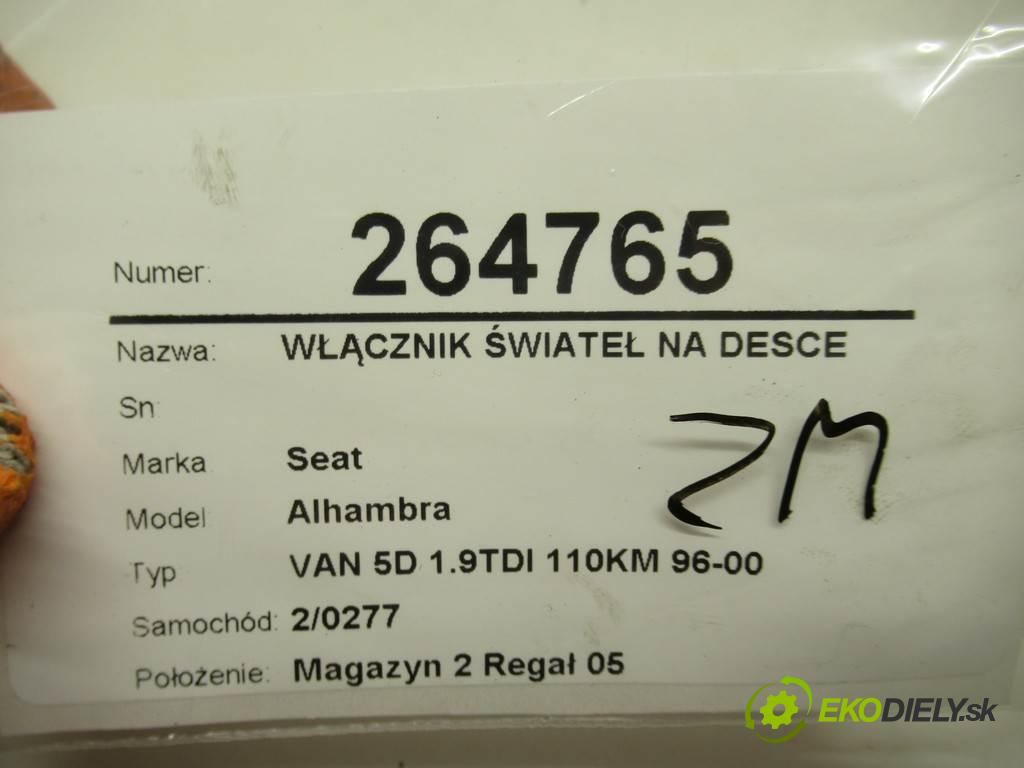 Numer: 264765
Nazwa: WŁĄCZNIK ŚWIATEŁ NA DESCE
Sn:
Marka Seat
Model Alhambra
Typ VAN 5D 1.9TDI 110KM 96-00
Samochód: 2/0277
Położenie: Magazyn 2 Regał 05
ZM
EKODIELY.sk